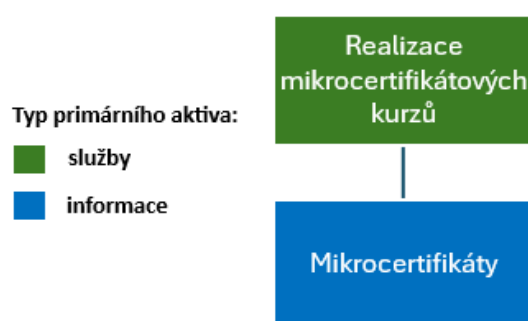 Realizace
mikrocertifikátových
kurzů
Typ primárního aktiva:
služby
informace
Mikrocertifikáty